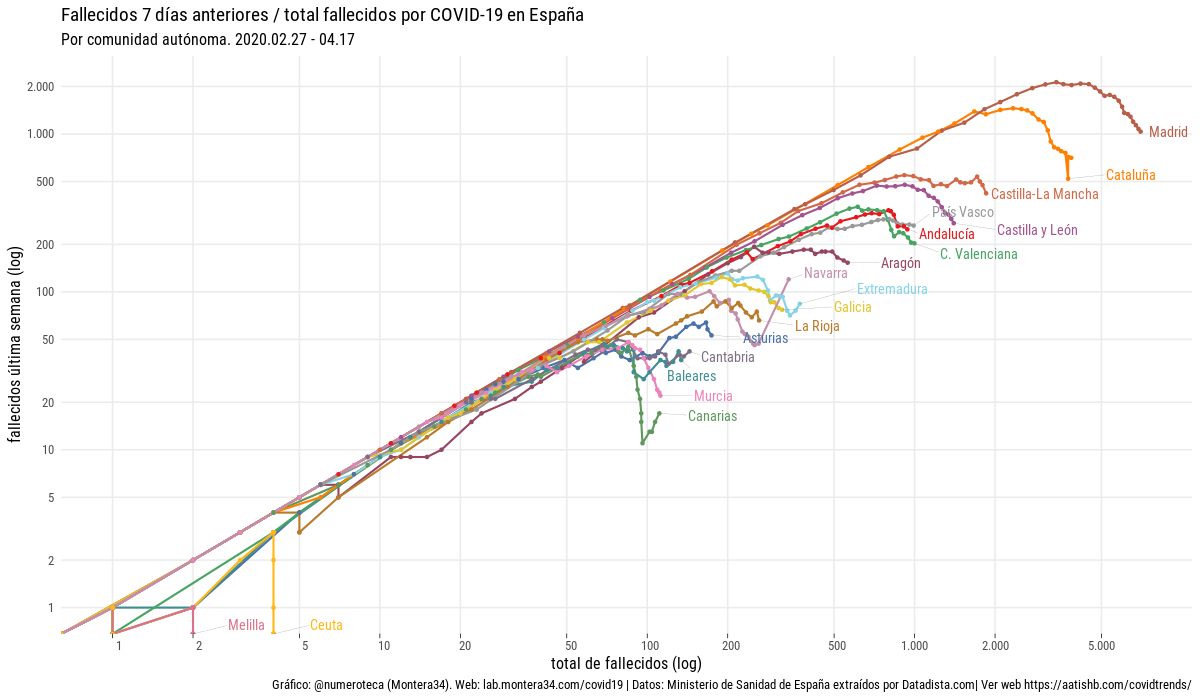 Fallecidos 7 días anteriores / total fallecidos por COVID-19 en España
Por comunidad autónoma. 2020.02.27 - 04.17
fallecidos última semana (log)
2.000
1.000
500
200
100
50
20
10
5
2
1
Madrid
Cataluña
Castilla-La Mancha
País Vasco
Castilla y León
Andalucía
C. Valenciana
Aragón
Navarra
Extremadura
Galicia
La Rioja
Asturias
Cantabria
Baleares
Murcia
Canarias
Melilla
Ceuta
1 2 5 10 20 50 100 200 500 1.000 2.000 5.000
total de fallecidos (log)
Gráfico: @numeroteca (Montera34). Web: lab.montera34.com/covid19 | Datos: Ministerio de Sanidad de España extraídos por Datadista.com| Ver web https://aatishb.com/covidtrends/